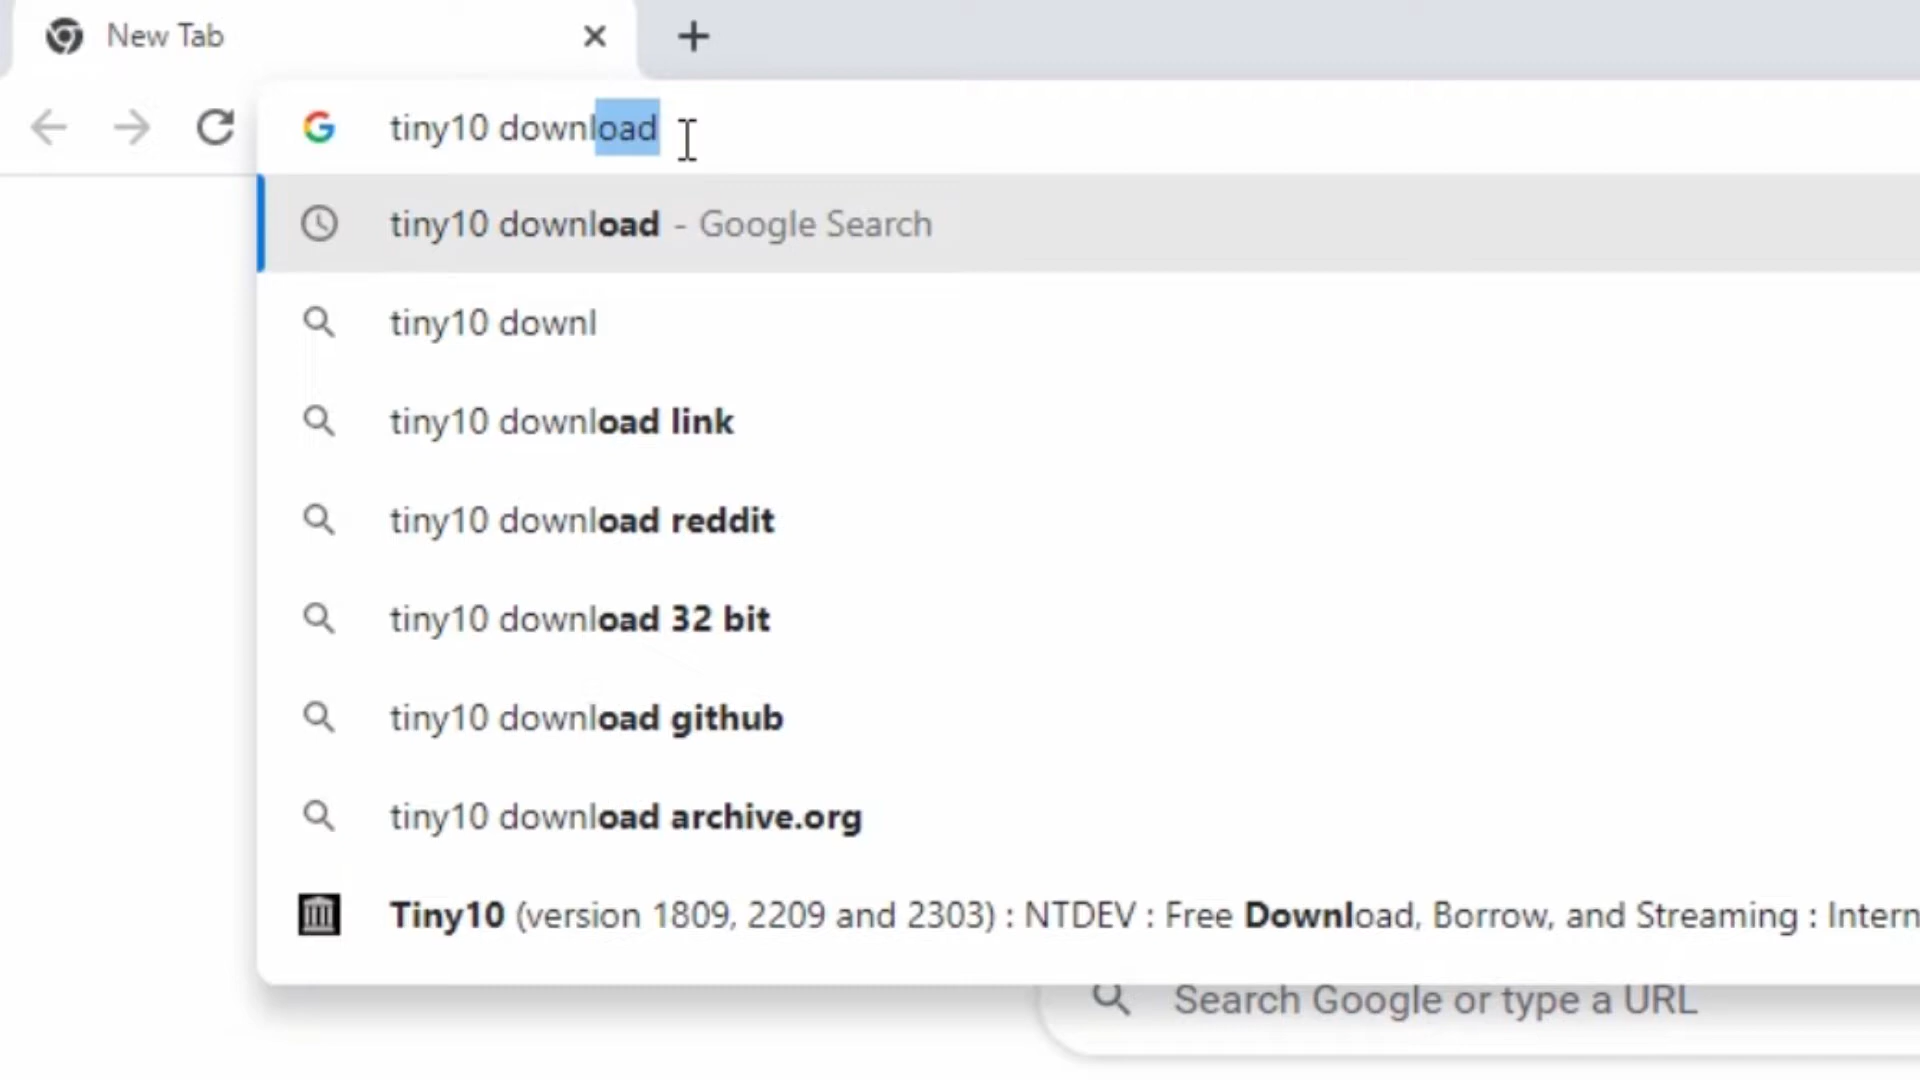 New Tab
tiny10 download
tiny10 download - Google Search
tiny10 downl
tiny10 download link
tiny10 download reddit
tiny10 download 32 bit
tiny10 download github
tiny10 download archive.org
Tiny10 (version 1809, 2209 and 2303) : NTDEV : Free Download, Borrow, and Streaming : Intern
Search Google or type a URL